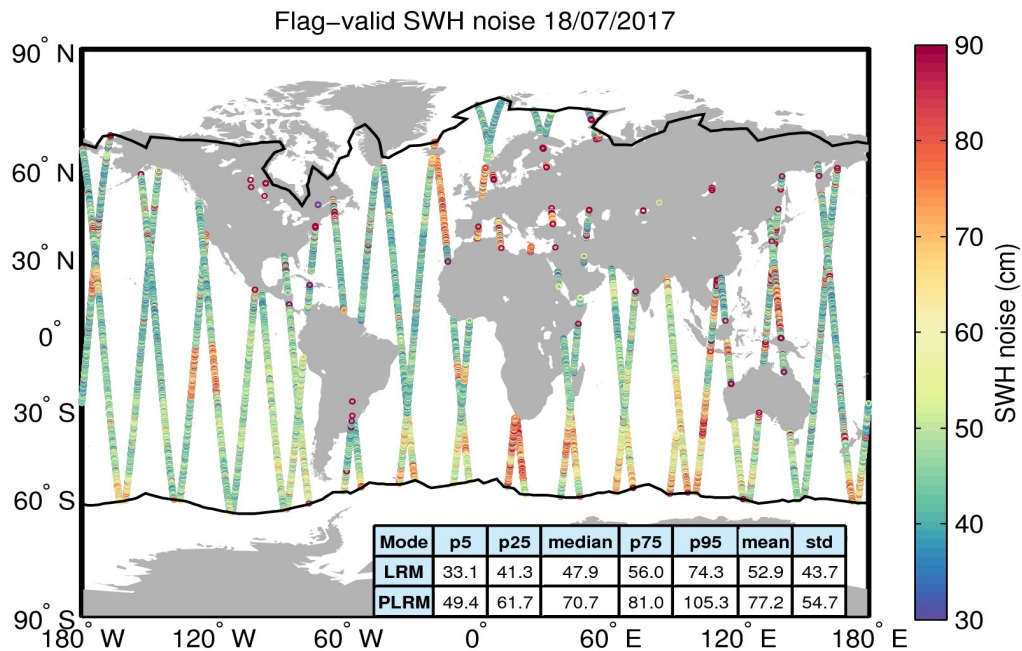 Flag−valid SWH noise 18/07/2017
90° N
60° N
30° N
0°
30° S
60° S
90° S
180° W
120° W
60° W
0°
60° E
120° E
180° E
Mode p5 p25 median p75 p95 mean std
LRM 33.1 41.3 47.9 56.0 74.3 52.9 43.7
PLRM 49.4 61.7 70.7 81.0 105.3 77.2 54.7
90
80
70
60
50
40
30
SWH noise (cm)